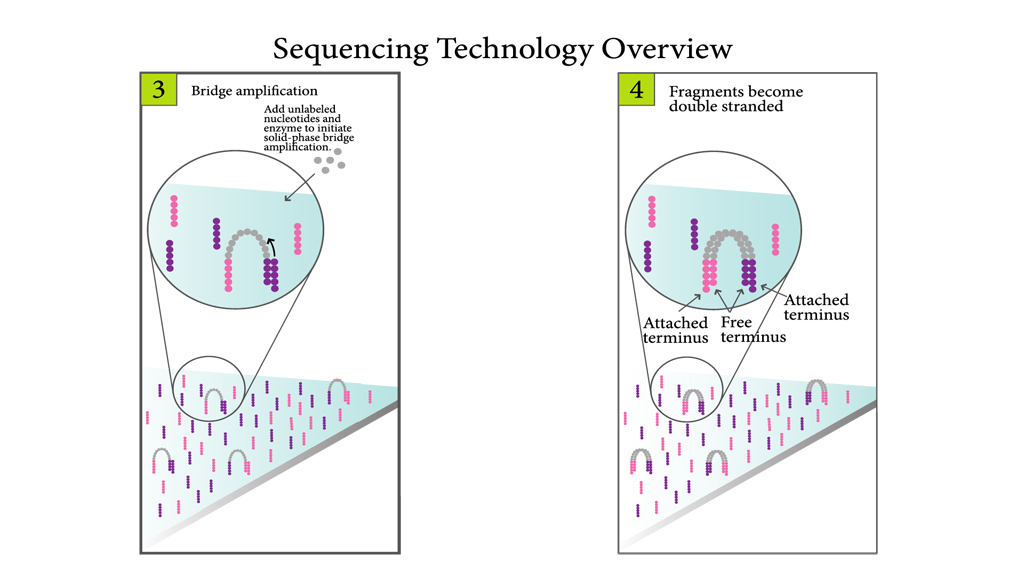 Sequencing Technology Overview
3
Bridge amplification
Add unlabeled
nucleotides and
enzyme to initiate
solid-phase bridge
amplification.
4
Fragments become
double stranded
Attached
terminus
Free
terminus
Attached
terminus